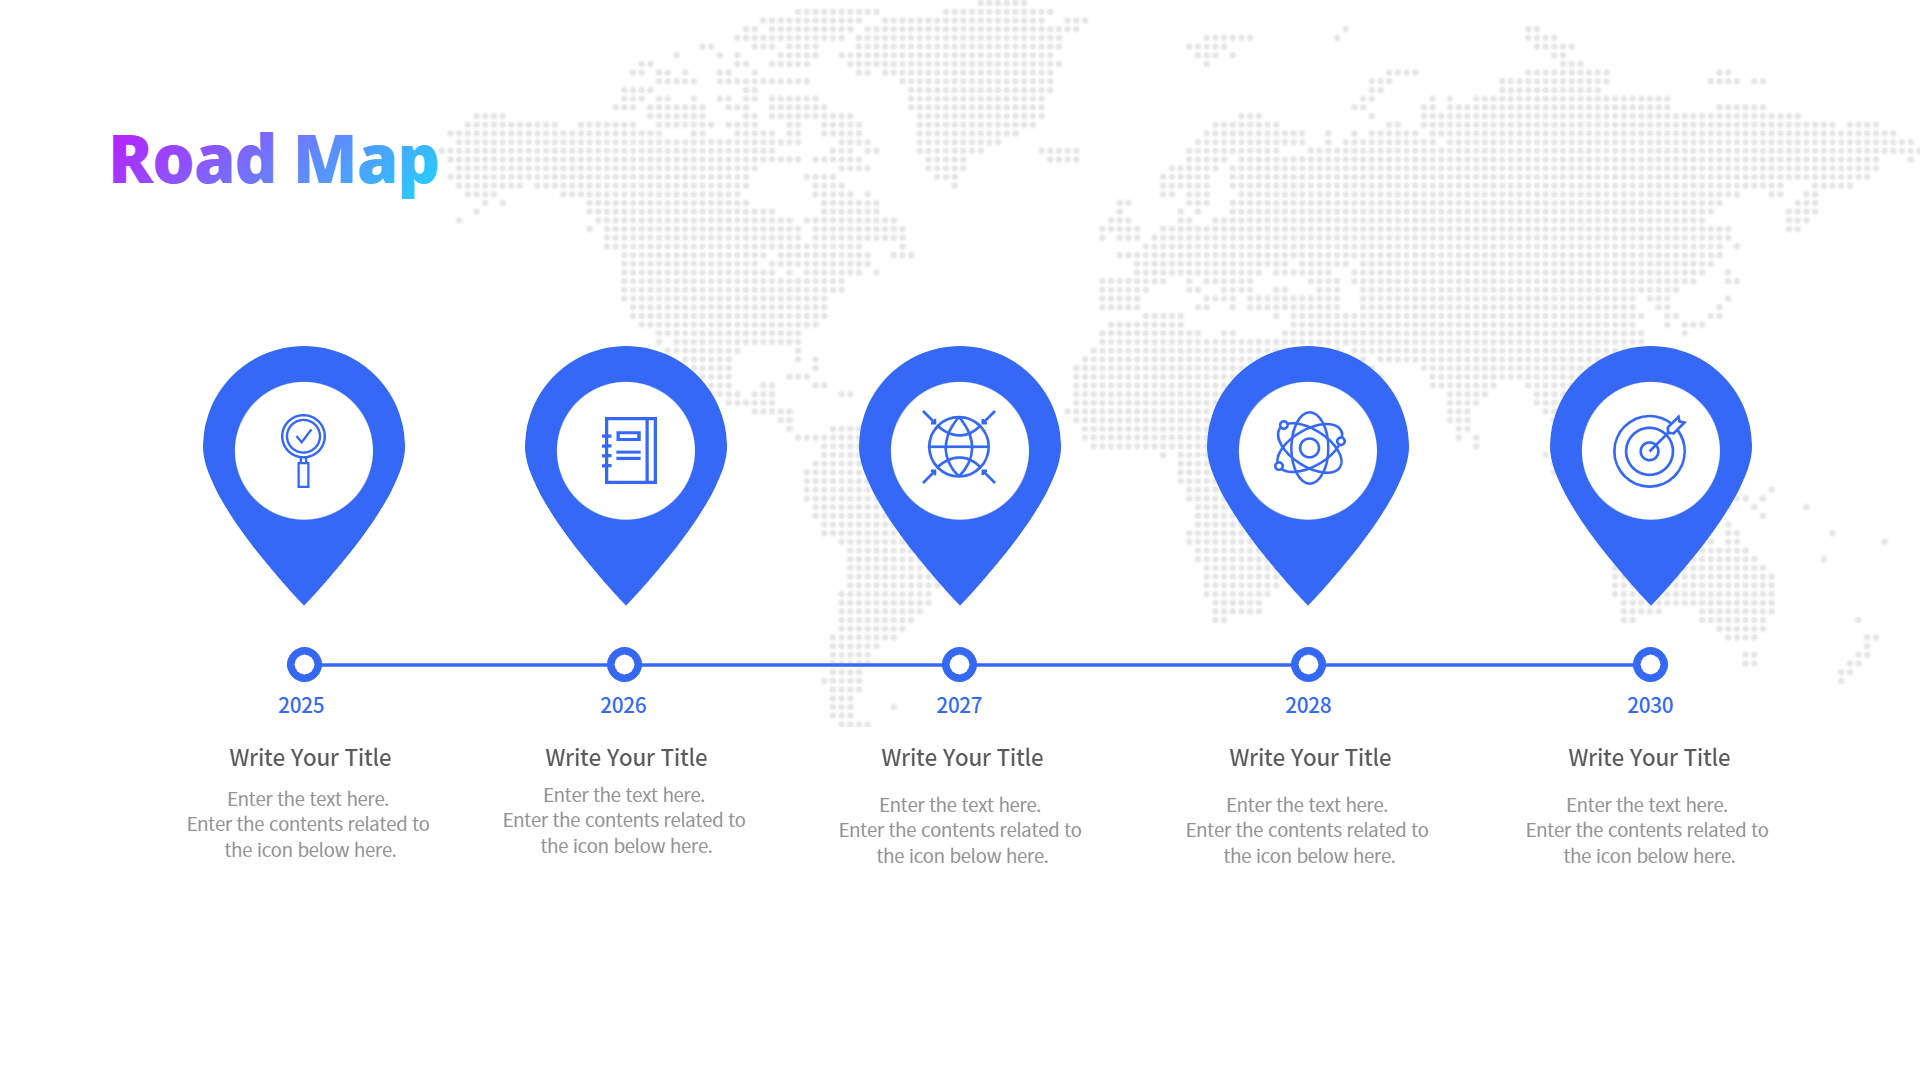 Road Map
2025
Write Your Title
Enter the text here.
Enter the contents related to
the icon below here.
2026
Write Your Title
Enter the text here.
Enter the contents related to
the icon below here.
2027
Write Your Title
Enter the text here.
Enter the contents related to
the icon below here.
2028
Write Your Title
Enter the text here.
Enter the contents related to
the icon below here.
2030
Write Your Title
Enter the text here.
Enter the contents related to
the icon below here.